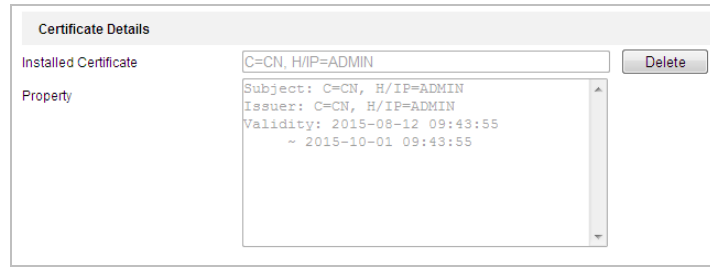 Certificate Details
Installed Certificate C=CN, H/IP=ADMIN Delete
Property
Subject: C=CN, H/IP=ADMIN
Issuer: C=CN, H/IP=ADMIN
Validity: 2015-08-12 09:43:55
~ 2015-10-01 09:43:55